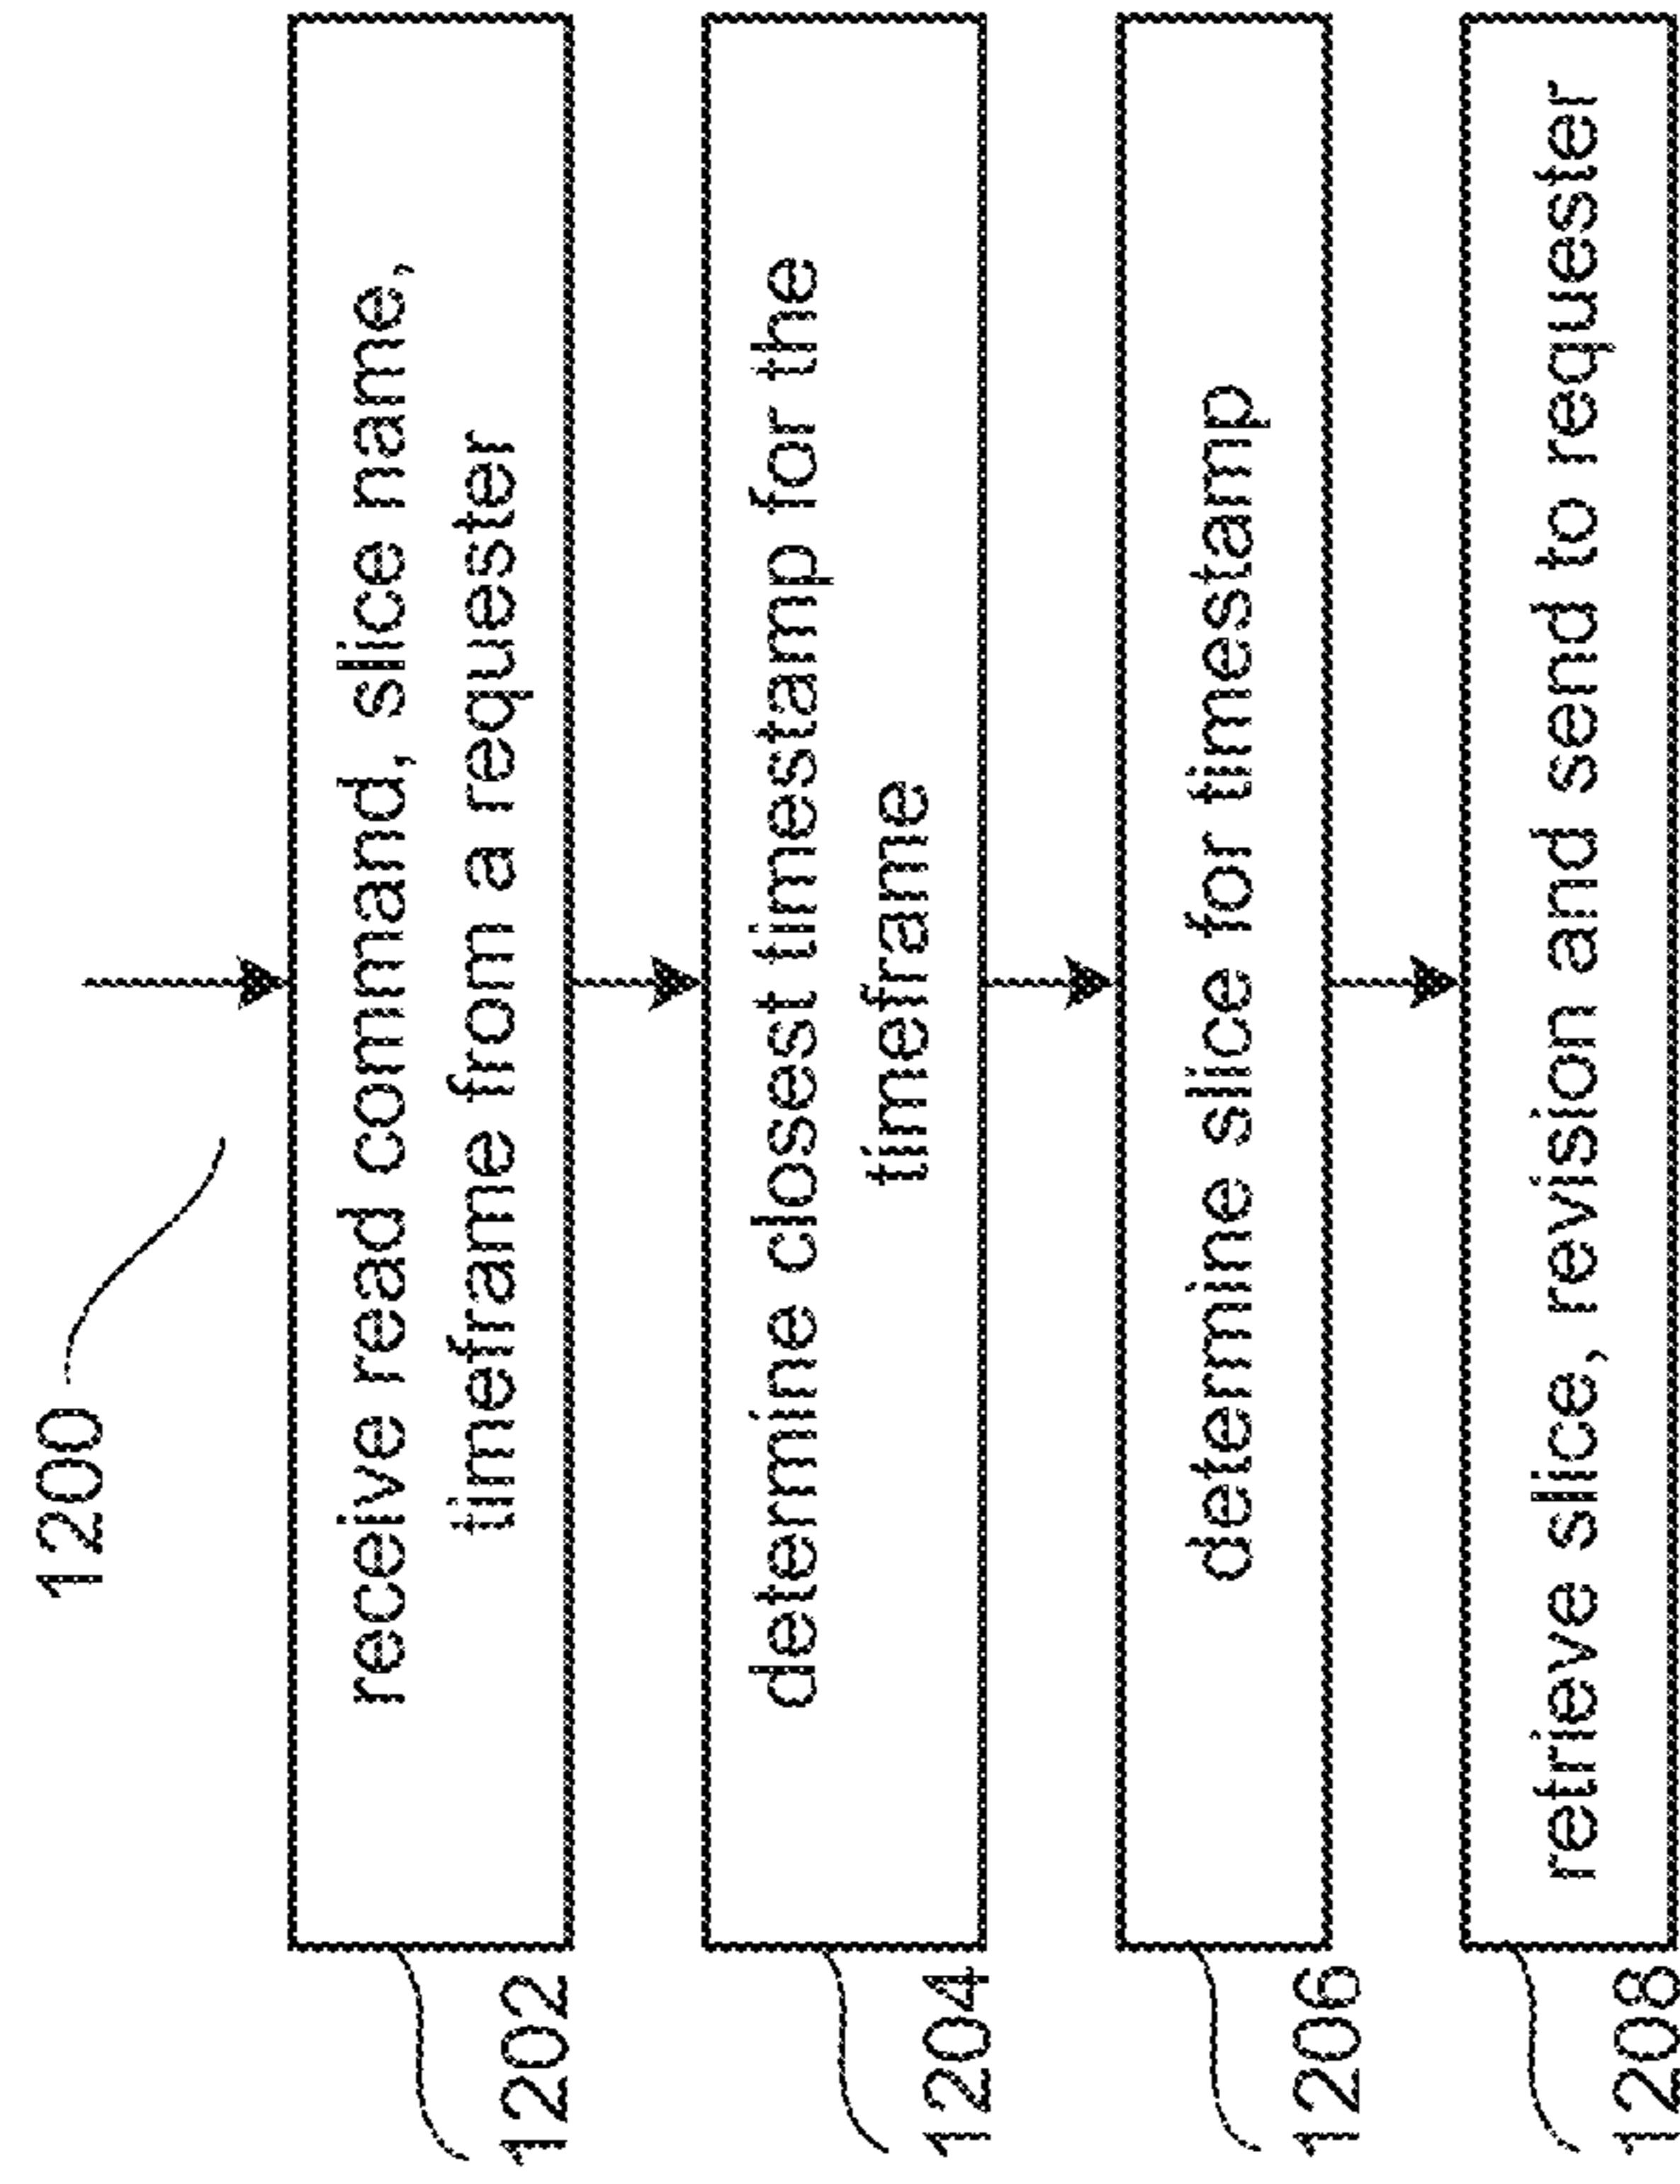 1200
receive read command, slice name,
timeframe from a requester
1202
determine closest timestamp for the
timeframe
1204
determine slice for timestamp
1206
retrieve slice, revision and send to requester
1208